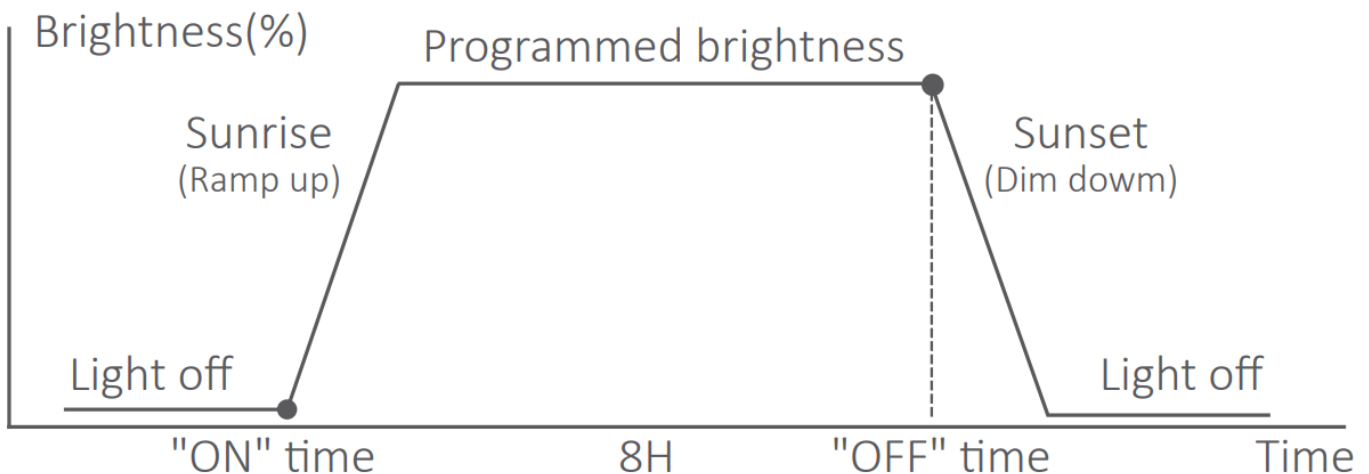 Brightness(%)
Programmed brightness
Sunrise
(Ramp up)
Sunset
(Dim dowm)
Light off
Light off
"ON" time
8H
"OFF" time
Time